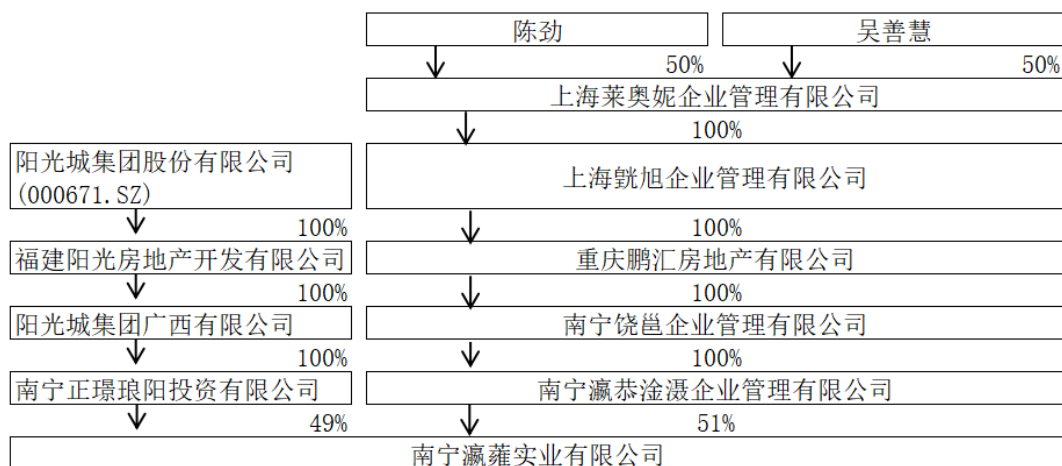 陈劲
吴善慧
50%
50%
上海莱奥妮企业管理有限公司
100%
阳光城集团股份有限公司
(000671.SZ)
上海皝旭企业管理有限公司
100%
100%
福建阳光房地产开发有限公司
重庆鹏汇房地产有限公司
100%
100%
阳光城集团广西有限公司
南宁饶邕企业管理有限公司
100%
100%
南宁正璟琅阳投资有限公司
南宁瀛恭淦滠企业管理有限公司
49%
51%
南宁瀛蕹实业有限公司